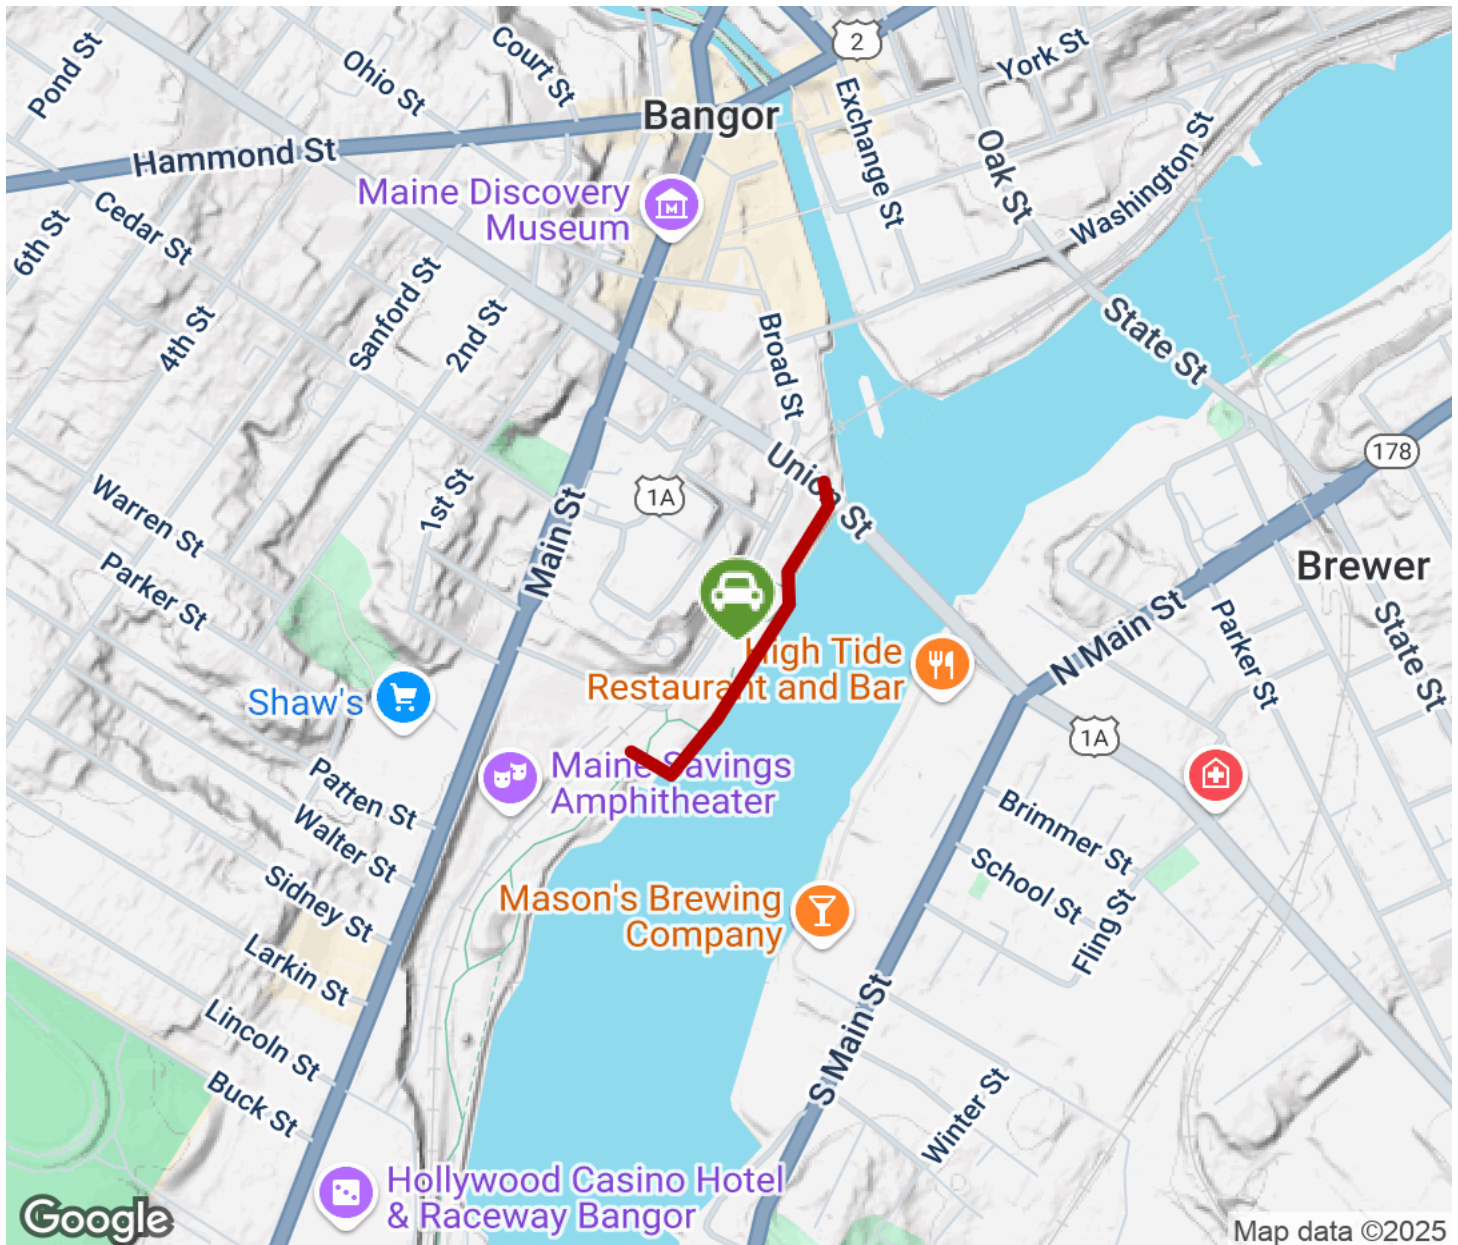 Pond St
Ohio St
Court St
2
York St
Bangor
Exchange St
Hammond St
Oak St
Washington St
Maine Discovery
Museum
6th St
Cedar St
4th St
Sanford St
2nd St
Broad St
State St
178
Union St
1A
1st St
Main St
Warren St
Parker St
Brewer
High Tide
Restaurant and Bar
N Main St
Parker St
State St
Shaw's
1A
Maine Savings
Amphitheater
Patten St
Walter St
Brimmer St
School St
Sidney St
Mason's Brewing
Company
Fling St
Larkin St
Lincoln St
S Main St
Buck St
Winter St
Hollywood Casino Hotel
& Raceway Bangor
Google
Map data ©2025